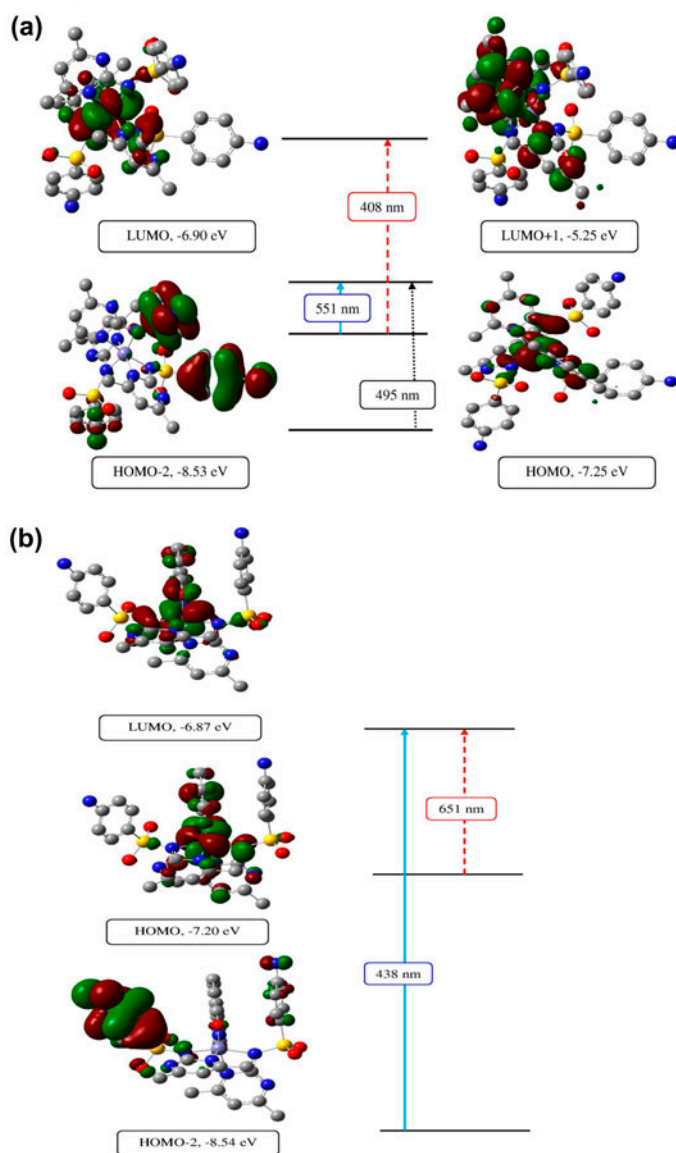 (a)
LUMO, -6.90 eV
LUMO+1, -5.25 eV
408 nm
551 nm
495 nm
HOMO-2, -8.53 eV
HOMO, -7.25 eV
(b)
LUMO, -6.87 eV
651 nm
HOMO, -7.20 eV
438 nm
HOMO-2, -8.54 eV